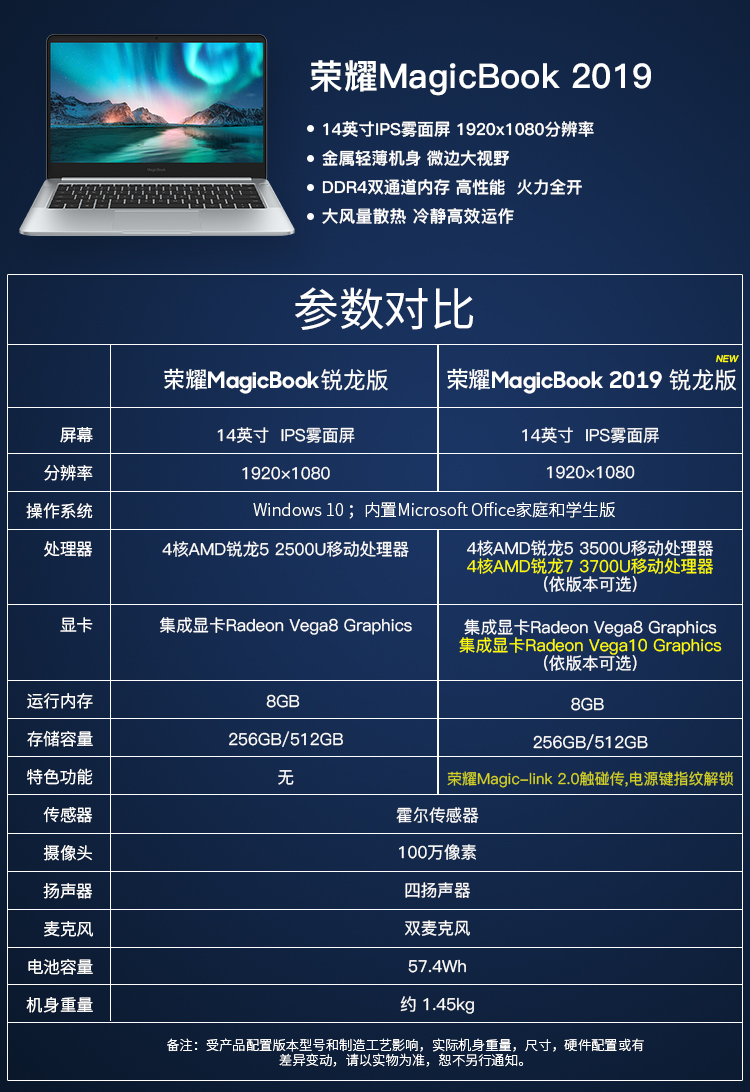 荣耀MagicBook 2019
• 14英寸IPS雾面屏 1920x1080分辨率
• 金属轻薄机身 微边大视野
• DDR4双通道内存 高性能 火力全开
• 大风量散热 冷静高效运作
参数对比
NEW
荣耀MagicBook锐龙版 荣耀MagicBook 2019 锐龙版
屏幕 14英寸 IPS雾面屏 14英寸 IPS雾面屏
分辨率 1920×1080 1920×1080
操作系统 Windows 10； 内置Microsoft Office家庭和学生版
处理器 4核AMD锐龙5 2500U移动处理器 4核AMD锐龙5 3500U移动处理器
4核AMD锐龙7 3700U移动处理器
(依版本可选)
显卡 集成显卡Radeon Vega8 Graphics 集成显卡Radeon Vega8 Graphics
集成显卡Radeon Vega10 Graphics
(依版本可选)
运行内存 8GB 8GB
存储容量 256GB/512GB 256GB/512GB
特色功能 无 荣耀Magic-link 2.0触碰传,电源键指纹解锁
传感器 霍尔传感器
摄像头 100万像素
扬声器 四扬声器
麦克风 双麦克风
电池容量 57.4Wh
机身重量 约 1.45kg
备注：受产品配置版本型号和制造工艺影响，实际机身重量，尺寸，硬件配置或有
差异变动，请以实物为准，恕不另行通知。